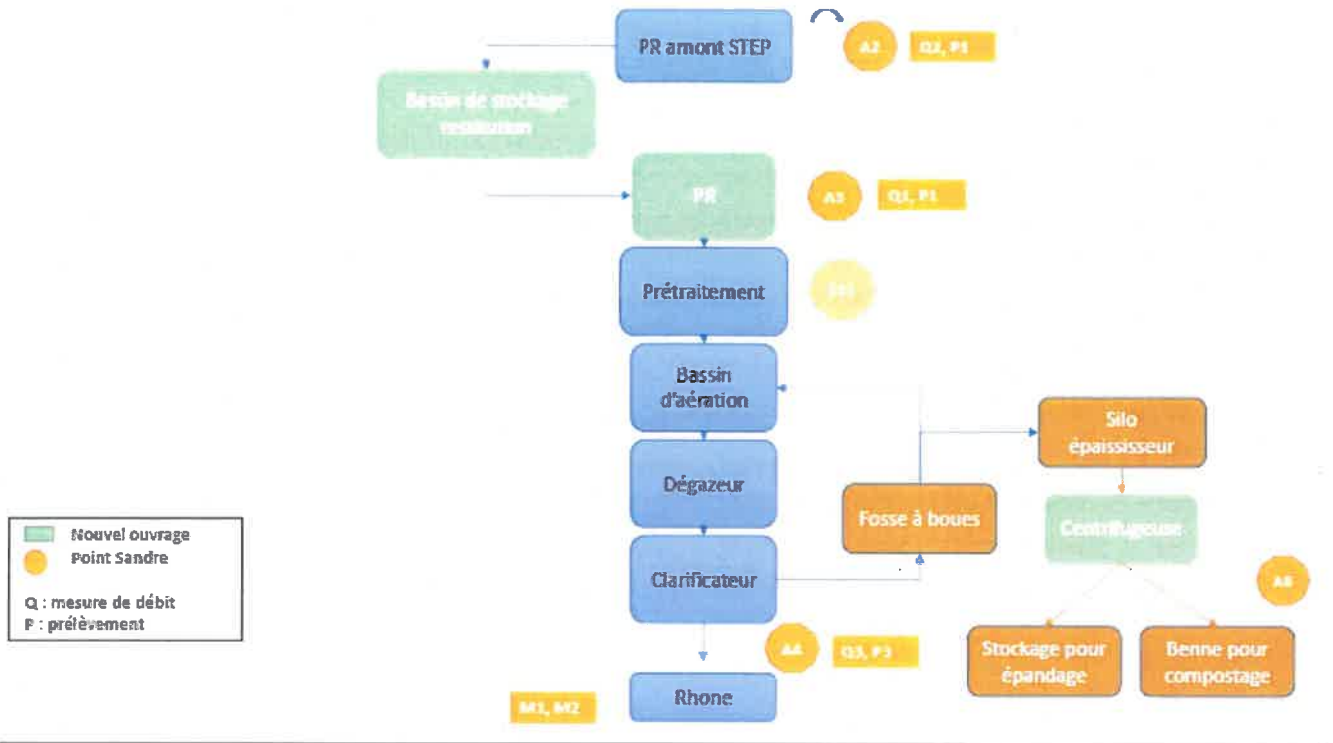 PR amont STEP
A2
Q2, P1
Bassin de stockage
restitution
PR
A3
Q1, P1
Prétraitement
Bassin
d'aération
Silo
épaississeur
Dégazeur
Fosse à boues
Centrifugeuse
Nouvel ouvrage
Point Sandre
Q : mesure de débit
P : prélèvement
Clarificateur
A6
A4
Q3, P3
Stockage pour
épandage
Benne pour
compostage
Rhone
M1, M2